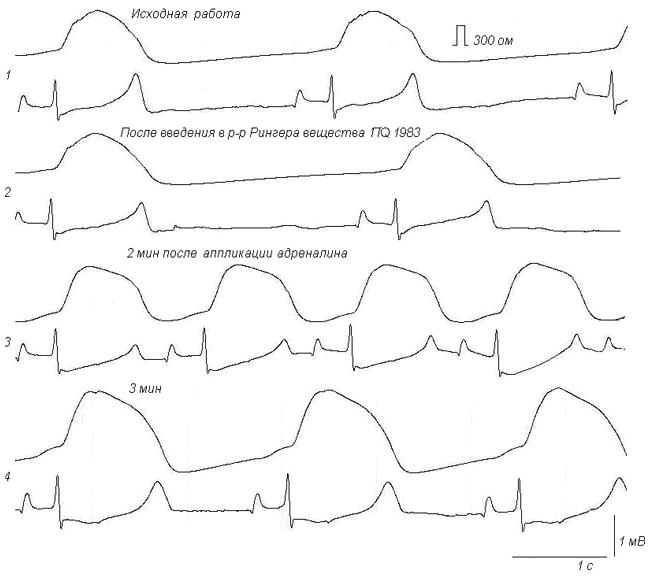 Исходная работа
300 ом
1
После введения в р-р Рингера вещества ПQ 1983
2
2 мин после аппликации адреналина
3
3 мин
4
1 мВ
1 с